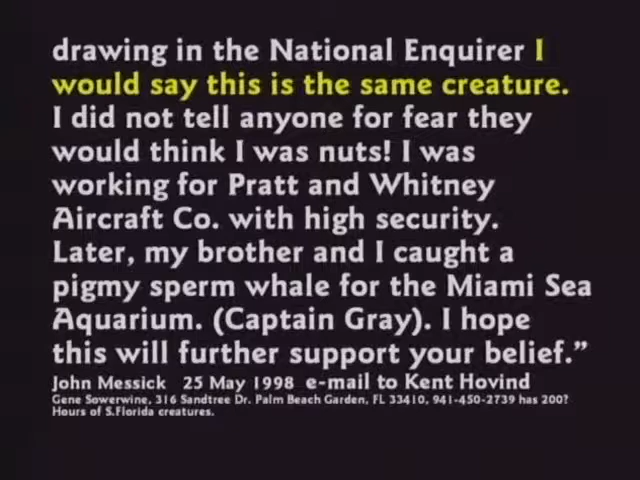 drawing in the National Enquirer I
would say this is the same creature.
I did not tell anyone for fear they
would think I was nuts! I was
working for Pratt and Whitney
Aircraft Co. with high security.
Later, my brother and I caught a
pigmy sperm whale for the Miami Sea
Aquarium. (Captain Gray). I hope
this will further support your belief.”
John Messick 25 May 1998 e-mail to Kent Hovind
Gene Sowerwine, 316 Sandtree Dr. Palm Beach Garden, FL 33410, 941-450-2739 has 200?
Hours of S.Florida creatures.